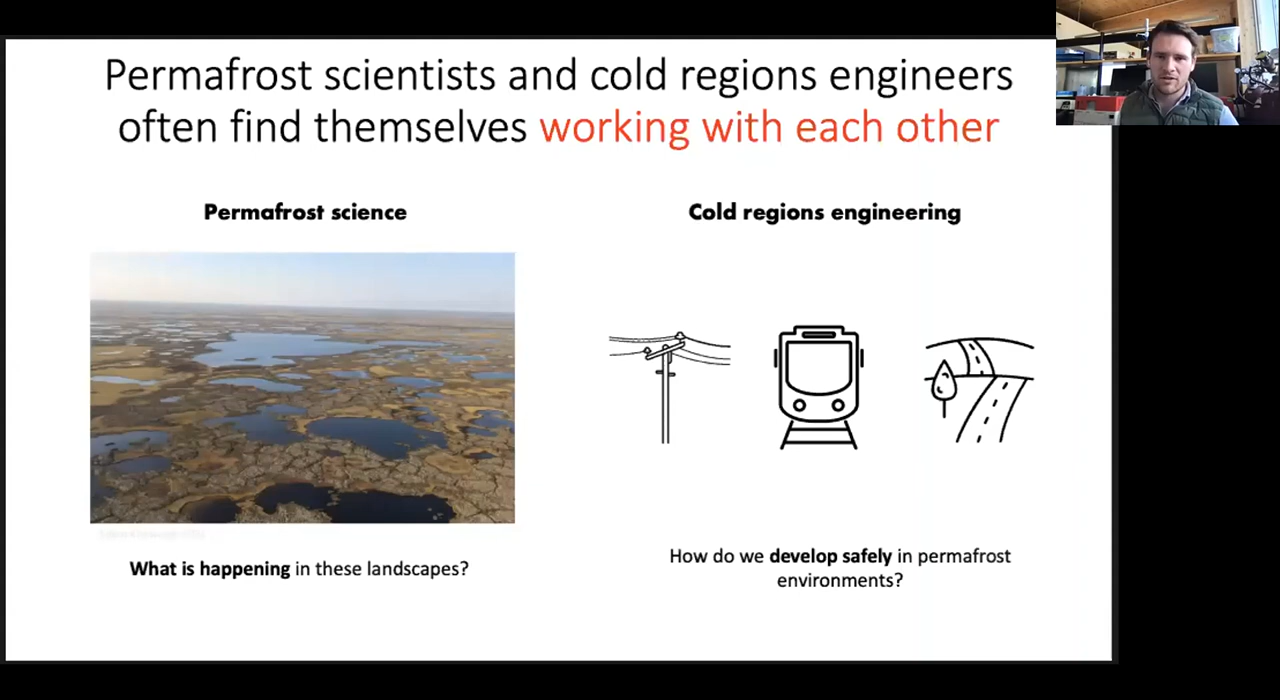 Permafrost scientists and cold regions engineers
often find themselves working with each other
Permafrost science
Cold regions engineering
What is happening in these landscapes?
How do we develop safely in permafrost
environments?